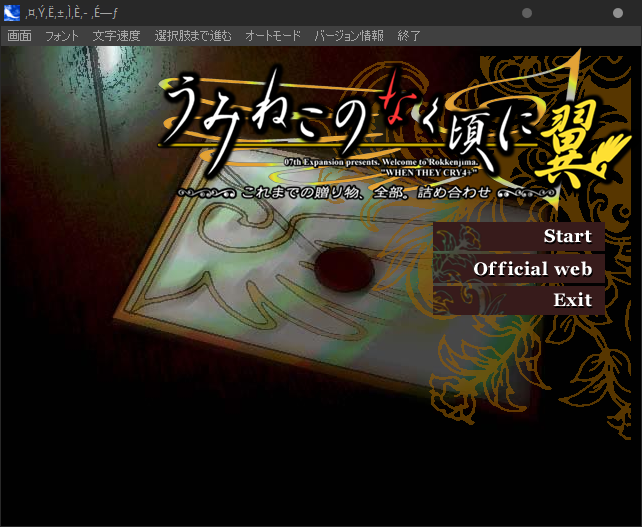 ,¤,Ý,Ë,±,Ì,È,- ,É—ƒ
画面 フォント 文字速度 選択肢まで進む オートモード バージョン情報 終了
うみねこのなく頃に翼
07th Expansion presents. Welcome to Rokkenjima.
"WHEN THEY CRY4+"
これまでの贈り物、全部。詰め合わせ
Start
Official web
Exit